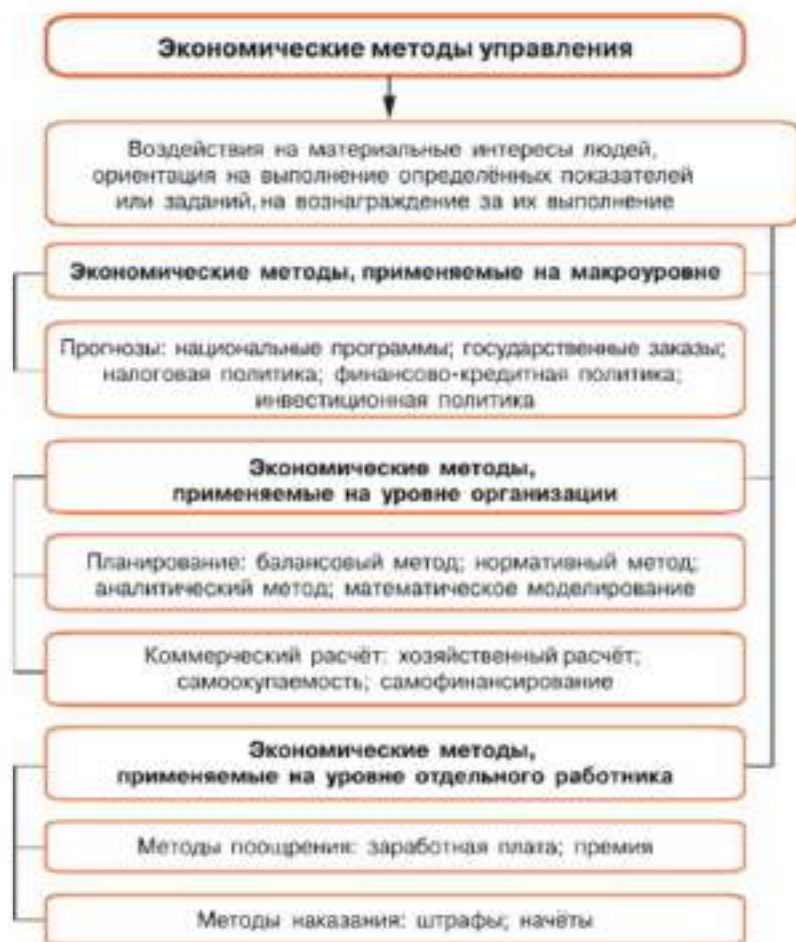 Экономические методы управления
Воздействия на материальные интересы людей,
ориентация на выполнение определённых показателей
или заданий, на вознаграждение за их выполнение
Экономические методы, применяемые на макроуровне
Прогнозы: национальные программы; государственные заказы;
налоговая политика; финансово-кредитная политика;
инвестиционная политика
Экономические методы,
применяемые на уровне организации
Планирование: балансовый метод; нормативный метод;
аналитический метод; математическое моделирование
Коммерческий расчёт: хозяйственный расчёт;
самоокупаемость; самофинансирование
Экономические методы,
применяемые на уровне отдельного работника
Методы поощрения: заработная плата; премия
Методы наказания: штрафы; начёты